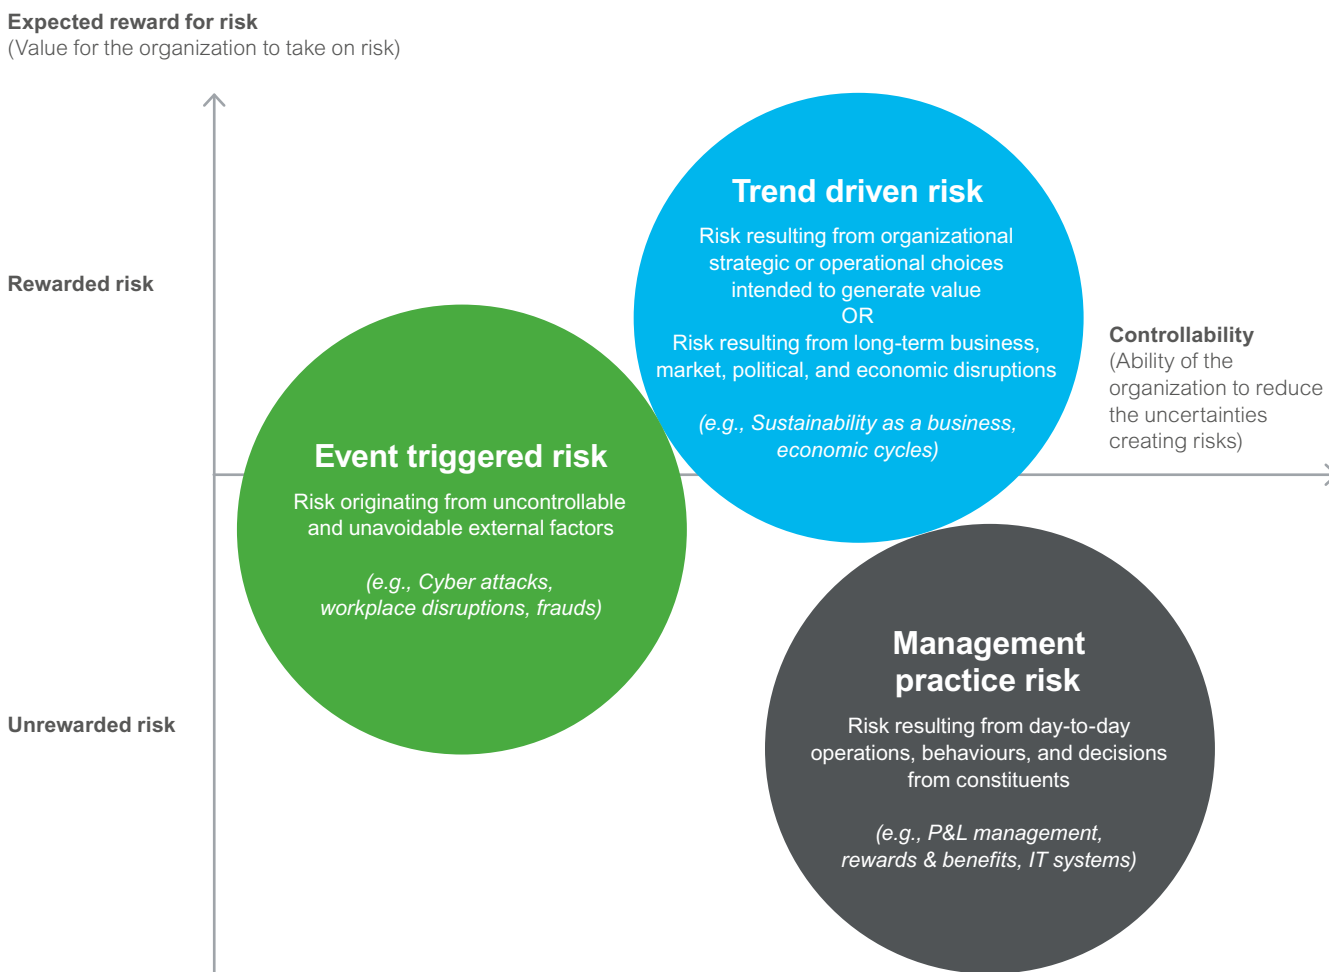 Expected reward for risk
(Value for the organization to take on risk)
Trend driven risk
Risk resulting from organizational
strategic or operational choices
intended to generate value
OR
Risk resulting from long-term business,
market, political, and economic disruptions
(e.g., Sustainability as a business,
economic cycles)
Rewarded risk
Controllability
(Ability of the
organization to reduce
the uncertainties
creating risks)
Event triggered risk
Risk originating from uncontrollable
and unavoidable external factors
(e.g., Cyber attacks,
workplace disruptions, frauds)
Unrewarded risk
Management
practice risk
Risk resulting from day-to-day
operations, behaviours, and decisions
from constituents
(e.g., P&L management,
rewards & benefits, IT systems)